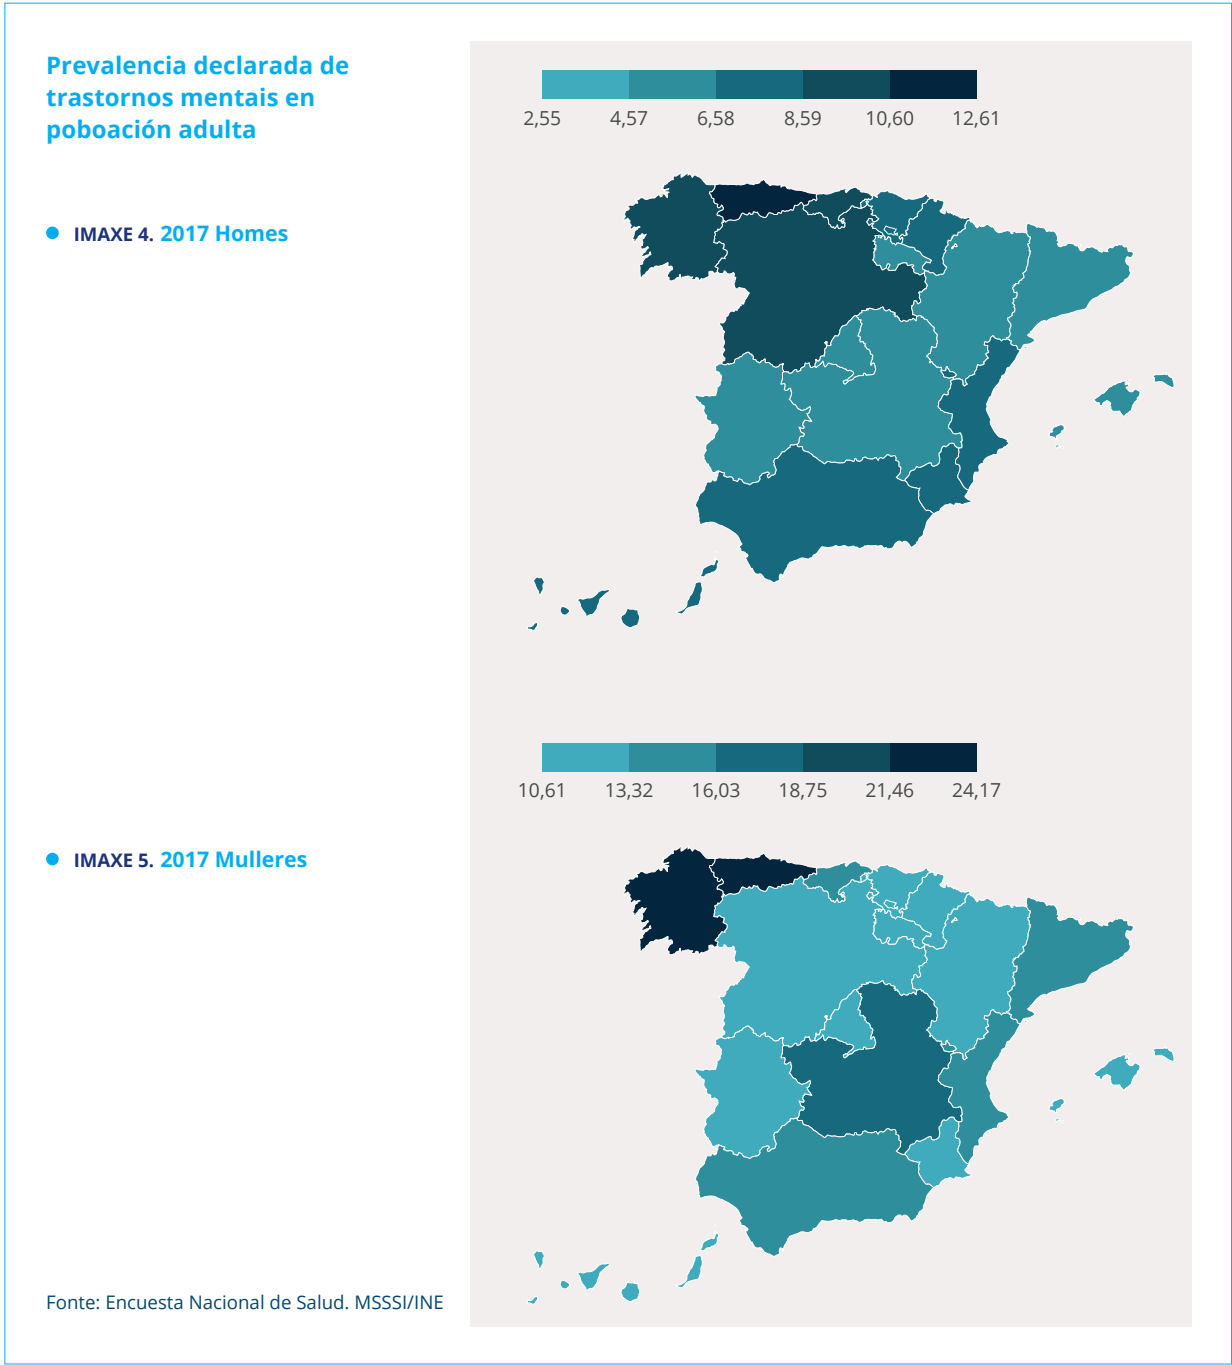 Prevalencia declarada de
trastornos mentais en
poboación adulta
IMAXE 4. 2017 Homes
2,55 4,57 6,58 8,59 10,60 12,61
10,61 13,32 16,03 18,75 21,46 24,17
IMAXE 5. 2017 Mulleres
Fonte: Encuesta Nacional de Salud. MSSSI/INE